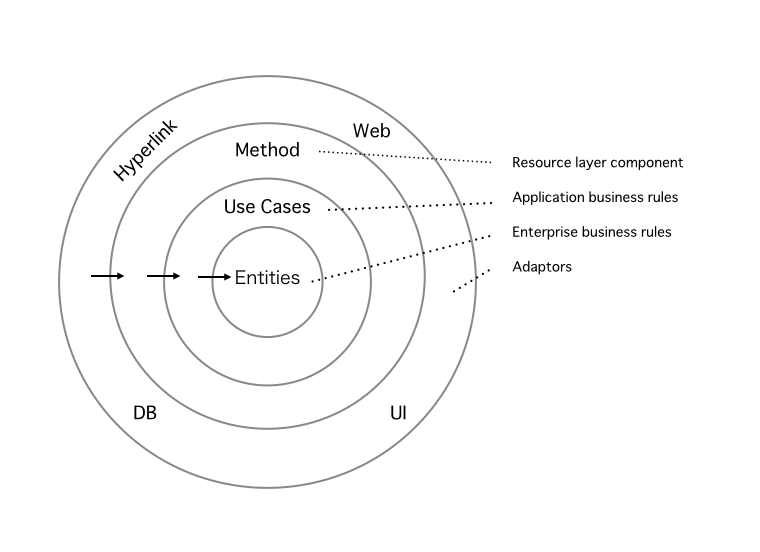 Hyperlink
Web
Method
Use Cases
Entities
DB
UI
Resource layer component
Application business rules
Enterprise business rules
Adaptors